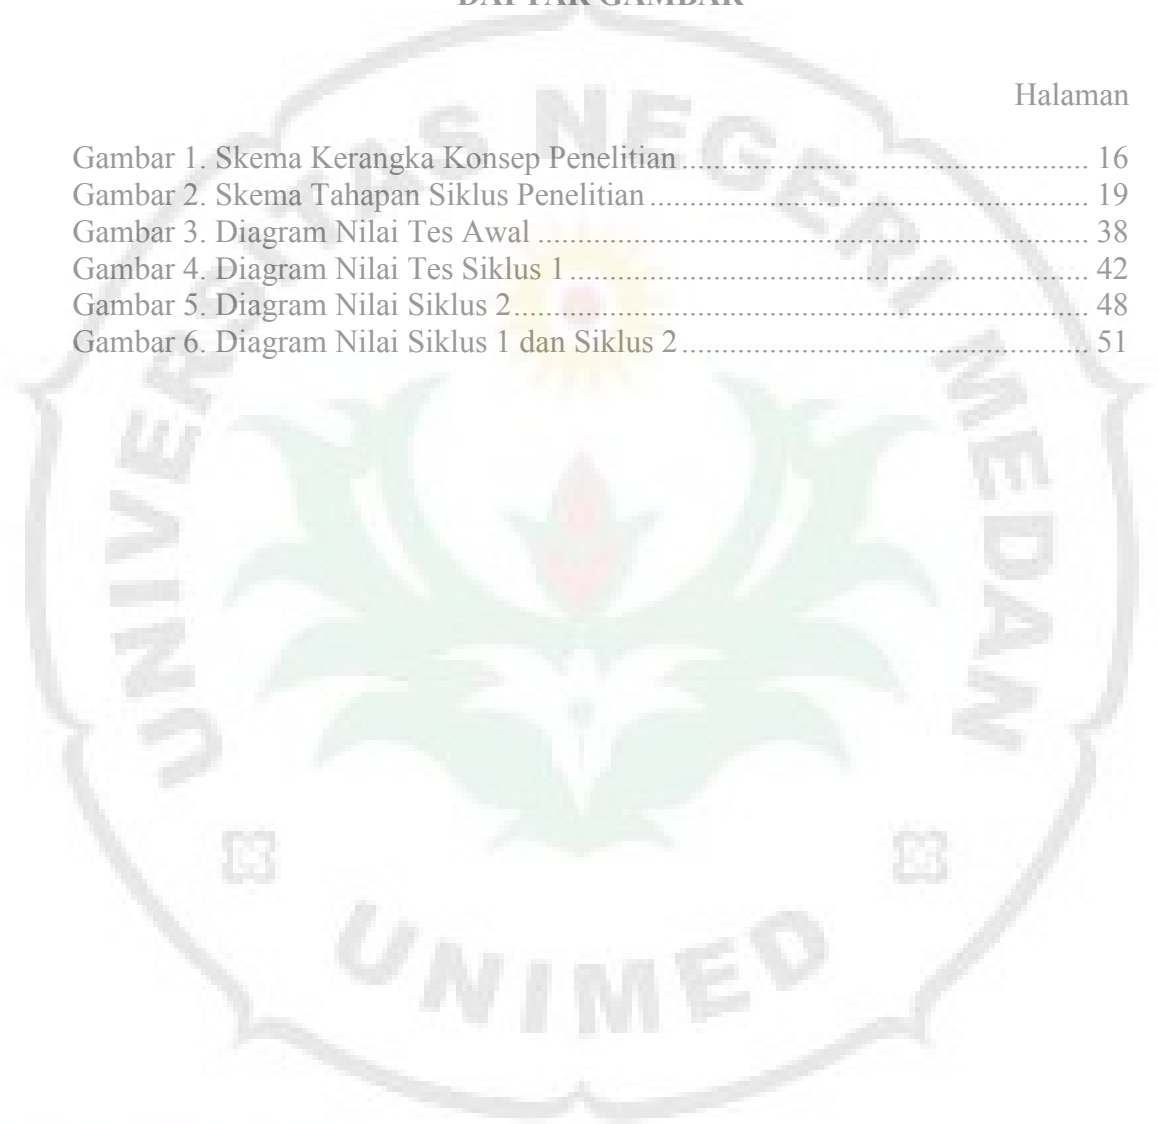 DAFTAR GAMBAR
Halaman
Gambar 1. Skema Kerangka Konsep Penelitian .................................................. 16
Gambar 2. Skema Tahapan Siklus Penelitian ...................................................... 19
Gambar 3. Diagram Nilai Tes Awal .................................................................... 38
Gambar 4. Diagram Nilai Tes Siklus 1 ................................................................ 42
Gambar 5. Diagram Nilai Siklus 2 ....................................................................... 48
Gambar 6. Diagram Nilai Siklus 1 dan Siklus 2 .................................................. 51
UNIVERSITAS NEGERI MEDAN
UNIMED